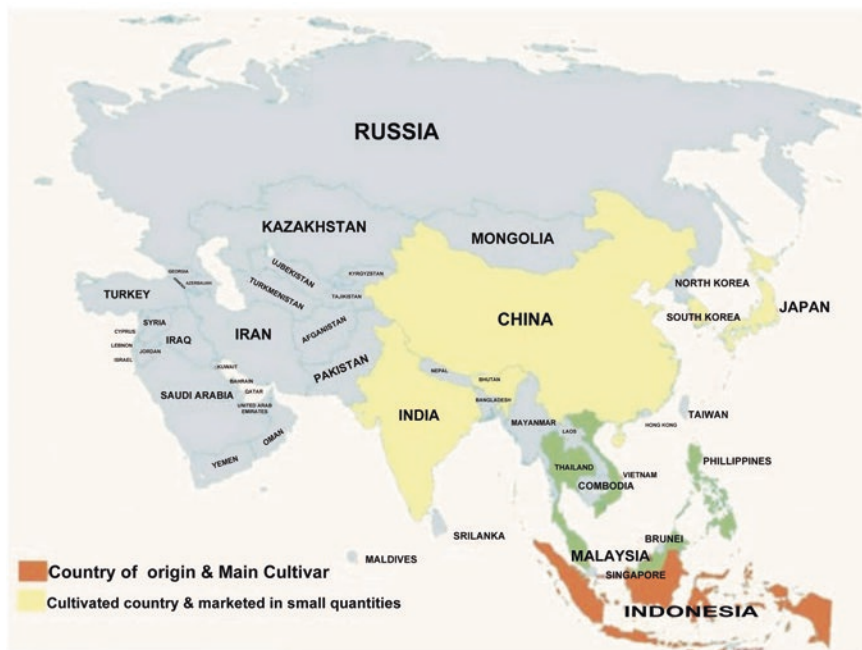 RUSSIA
KAZAKHSTAN
MONGOLIA
UJBEKISTAN
KYRGYZSTAN
GEORGIA
AZERBAIJAN
TURKMENISTAN
TAJIKISTAN
TURKEY
NORTH KOREA
SOUTH KOREA
JAPAN
CHINA
SYRIA
CYPRUS
IRAQ
IRAN
AFGANISTAN
LEBNON
JORDAN
ISRAEL
KUWAIT
PAKISTAN
BAHRAIN
NEPAL
BHUTAN
SAUDI ARABIA
QATAR
UNITED ARAB
EMIRATES
BANGLADESH
INDIA
MAYANMAR
TAIWAN
HONG KONG
LAOS
OMAN
YEMEN
THAILAND
VIETNAM
PHILLIPPINES
COMBODIA
SRILANKA
BRUNEI
MALDIVES
MALAYSIA
SINGAPORE
INDONESIA
Country of origin & Main Cultivar
Cultivated country & marketed in small quantities